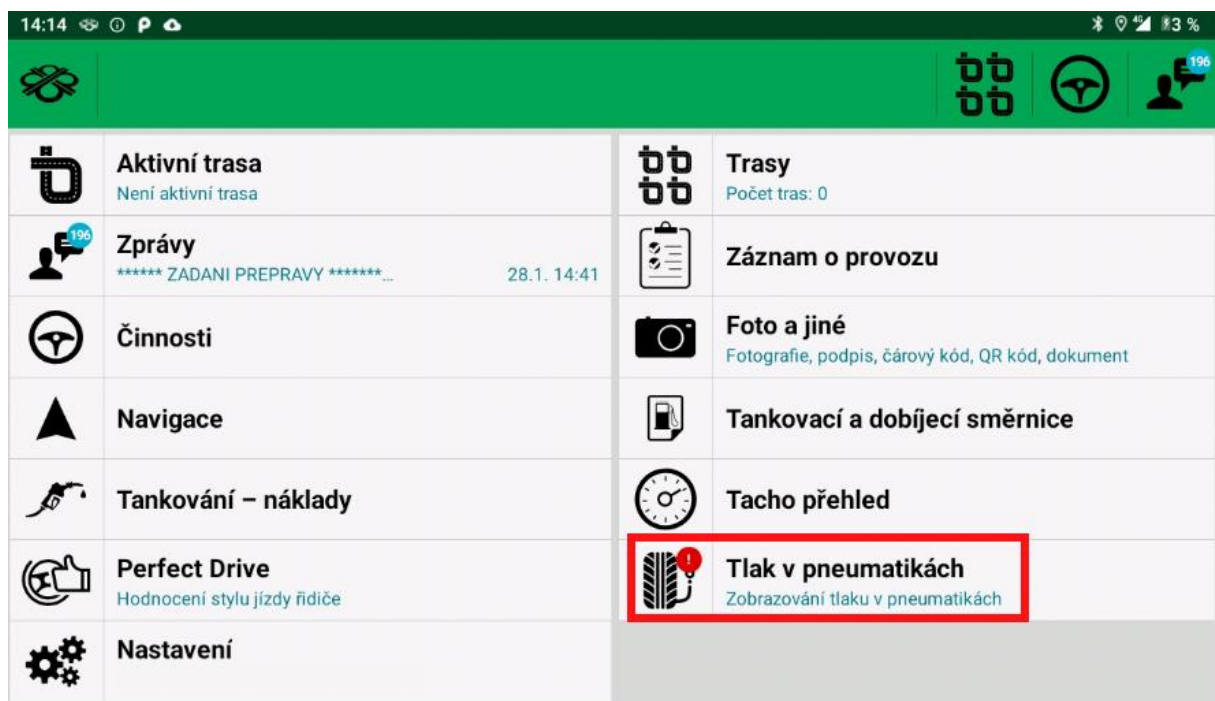 14:14
4G 3 %
196
Aktivní trasa
Není aktivní trasa
Trasy
Počet tras: 0
196
Zprávy
****** ZADANI PREPRAVY *******...
28.1. 14:41
Záznam o provozu
Činnosti
Foto a jiné
Fotografie, podpis, čárový kód, QR kód, dokument
Navigace
Tankovací a dobíjecí směrnice
Tankování – náklady
Tacho přehled
Perfect Drive
Hodnocení stylu jízdy řidiče
Tlak v pneumatikách
Zobrazování tlaku v pneumatikách
Nastavení